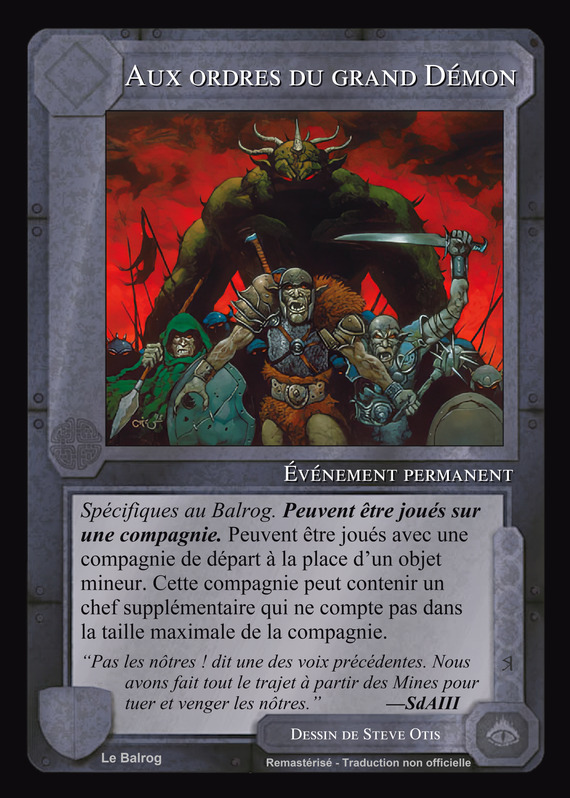 Aux ordres du grand Démon
Événement permanent
Spécifiques au Balrog. Peuvent être joués sur
une compagnie. Peuvent être joués avec une
compagnie de départ à la place d’un objet
mineur. Cette compagnie peut contenir un
chef supplémentaire qui ne compte pas dans
la taille maximale de la compagnie.
“Pas les nôtres ! dit une des voix précédentes. Nous
avons fait tout le trajet à partir des Mines pour
tuer et venger les nôtres.” —SdAIII
Dessin de Steve Otis
Le Balrog
Remastérisé - Traduction non officielle